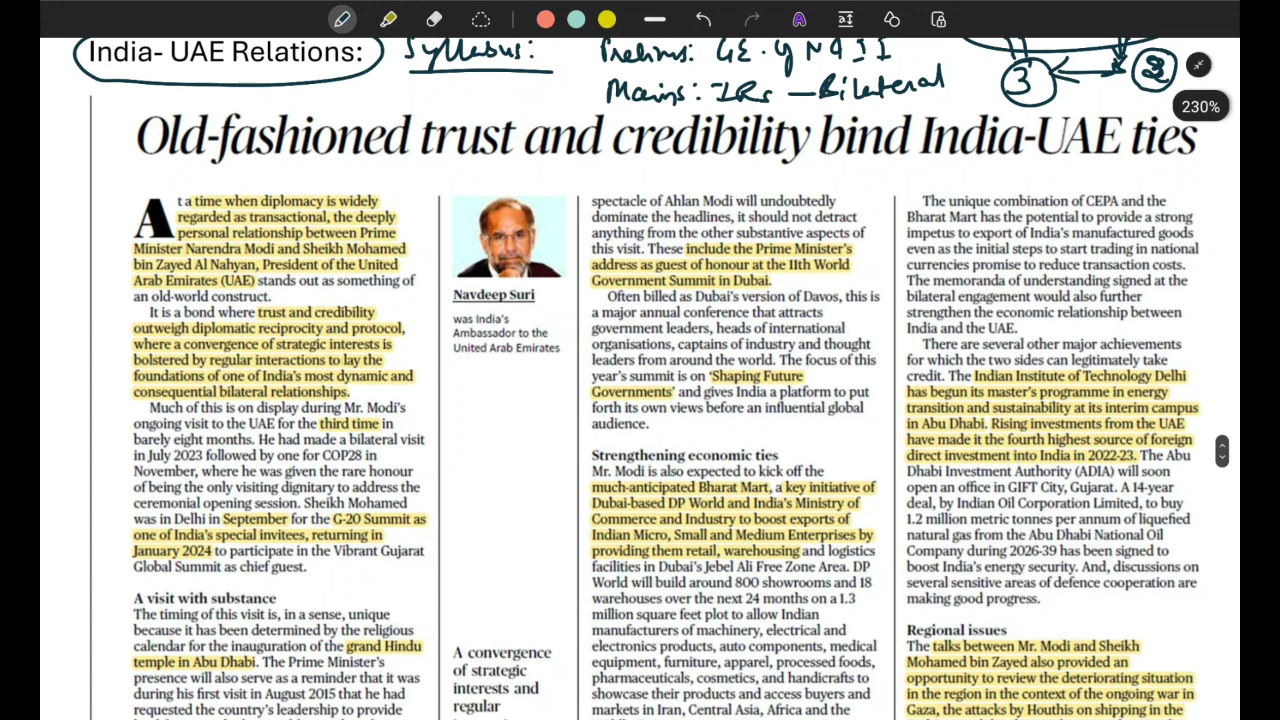 India- UAE Relations:
Syllabus:
Prelims: GE. of N & II
Mains: IRs – Bilateral
3
230%
Old-fashioned trust and credibility bind India-UAE ties
At a time when diplomacy is widely
regarded as transactional, the deeply
personal relationship between Prime
Minister Narendra Modi and Sheikh Mohamed
bin Zayed Al Nahyan, President of the United
Arab Emirates (UAE) stands out as something of
an old-world construct.
It is a bond where trust and credibility
outweigh diplomatic reciprocity and protocol,
where a convergence of strategic interests is
bolstered by regular interactions to lay the
foundations of one of India's most dynamic and
consequential bilateral relationships.
Much of this is on display during Mr. Modi's
ongoing visit to the UAE for the third time in
barely eight months. He had made a bilateral visit
in July 2023 followed by one for COP28 in
November, where he was given the rare honour
of being the only visiting dignitary to address the
ceremonial opening session. Sheikh Mohamed
was in Delhi in September for the G-20 Summit as
one of India's special invitees, returning in
January 2024 to participate in the Vibrant Gujarat
Global Summit as chief guest.
A visit with substance
The timing of this visit is, in a sense, unique
because it has been determined by the religious
calendar for the inauguration of the grand Hindu
temple in Abu Dhabi. The Prime Minister's
presence will also serve as a reminder that it was
during his first visit in August 2015 that he had
requested the country's leadership to provide
Navdeep Suri
was India's
Ambassador to the
United Arab Emirates
A convergence
of strategic
interests and
regular
spectacle of Ahlan Modi will undoubtedly
dominate the headlines, it should not detract
anything from the other substantive aspects of
this visit. These include the Prime Minister's
address as guest of honour at the 11th World
Government Summit in Dubai.
Often billed as Dubai's version of Davos, this is
a major annual conference that attracts
government leaders, heads of international
organisations, captains of industry and thought
leaders from around the world. The focus of this
year's summit is on 'Shaping Future
Governments' and gives India a platform to put
forth its own views before an influential global
audience.
Strengthening economic ties
Mr. Modi is also expected to kick off the
much-anticipated Bharat Mart, a key initiative of
Dubai-based DP World and India's Ministry of
Commerce and Industry to boost exports of
Indian Micro, Small and Medium Enterprises by
providing them retail, warehousing and logistics
facilities in Dubai's Jebel Ali Free Zone Area. DP
World will build around 800 showrooms and 18
warehouses over the next 24 months on a 1.3
million square feet plot to allow Indian
manufacturers of machinery, electrical and
electronics products, auto components, medical
equipment, furniture, apparel, processed foods,
pharmaceuticals, cosmetics, and handicrafts to
showcase their products and access buyers and
markets in Iran, Central Asia, Africa and the
The unique combination of CEPA and the
Bharat Mart has the potential to provide a strong
impetus to export of India's manufactured goods
even as the initial steps to start trading in national
currencies promise to reduce transaction costs.
The memoranda of understanding signed at the
bilateral engagement would also further
strengthen the economic relationship between
India and the UAE.
There are several other major achievements
for which the two sides can legitimately take
credit. The Indian Institute of Technology Delhi
has begun its master's programme in energy
transition and sustainability at its interim campus
in Abu Dhabi. Rising investments from the UAE
have made it the fourth highest source of foreign
direct investment into India in 2022-23. The Abu
Dhabi Investment Authority (ADIA) will soon
open an office in GIFT City, Gujarat. A 14-year
deal, by Indian Oil Corporation Limited, to buy
1.2 million metric tonnes per annum of liquefied
natural gas from the Abu Dhabi National Oil
Company during 2026-39 has been signed to
boost India's energy security. And, discussions on
several sensitive areas of defence cooperation are
making good progress.
Regional issues
The talks between Mr. Modi and Sheikh
Mohamed bin Zayed also provided an
opportunity to review the deteriorating situation
in the region in the context of the ongoing war in
Gaza, the attacks by Houthis on shipping in the